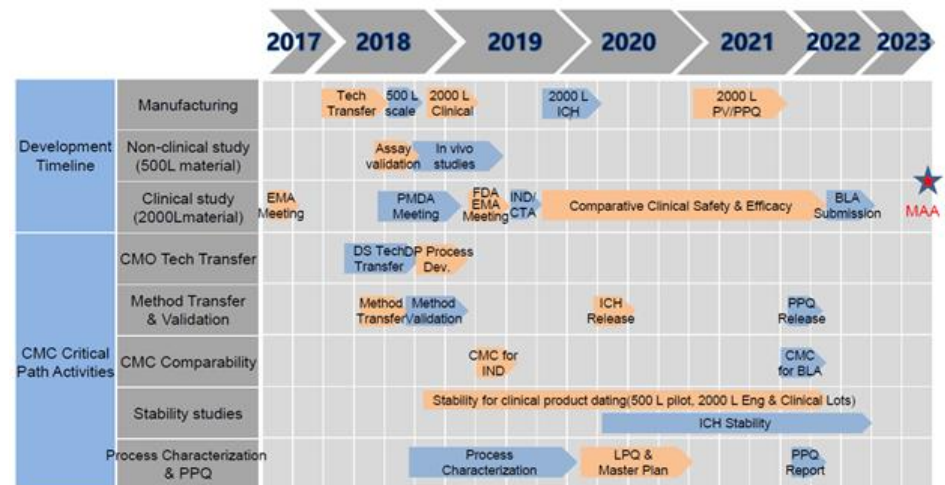 2017 2018 2019 2020 2021 2022 2023
Development
Timeline
Manufacturing
Tech
Transfer
500 L
scale
2000 L
Clinical
2000 L
ICH
2000 L
PV/PPQ
Non-clinical study
(500L material)
Assay
validation
In vivo
studies
Clinical study
(2000Lmaterial)
EMA
Meeting
PMDA
Meeting
FDA
EMA
Meeting
IND/
CTA
Comparative Clinical Safety & Efficacy
BLA
Submission
MAA
CMC Critical
Path Activities
CMO Tech Transfer
DS Tech
Transfer
DP Process
Dev.
Method Transfer
& Validation
Method
Transfer
Method
Validation
ICH
Release
PPQ
Release
CMC Comparability
CMC for
IND
CMC
for BLA
Stability studies
Stability for clinical product dating(500 L pilot, 2000 L Eng & Clinical Lots)
ICH Stability
Process Characterization
& PPQ
Process
Characterization
LPQ &
Master Plan
PPQ
Report